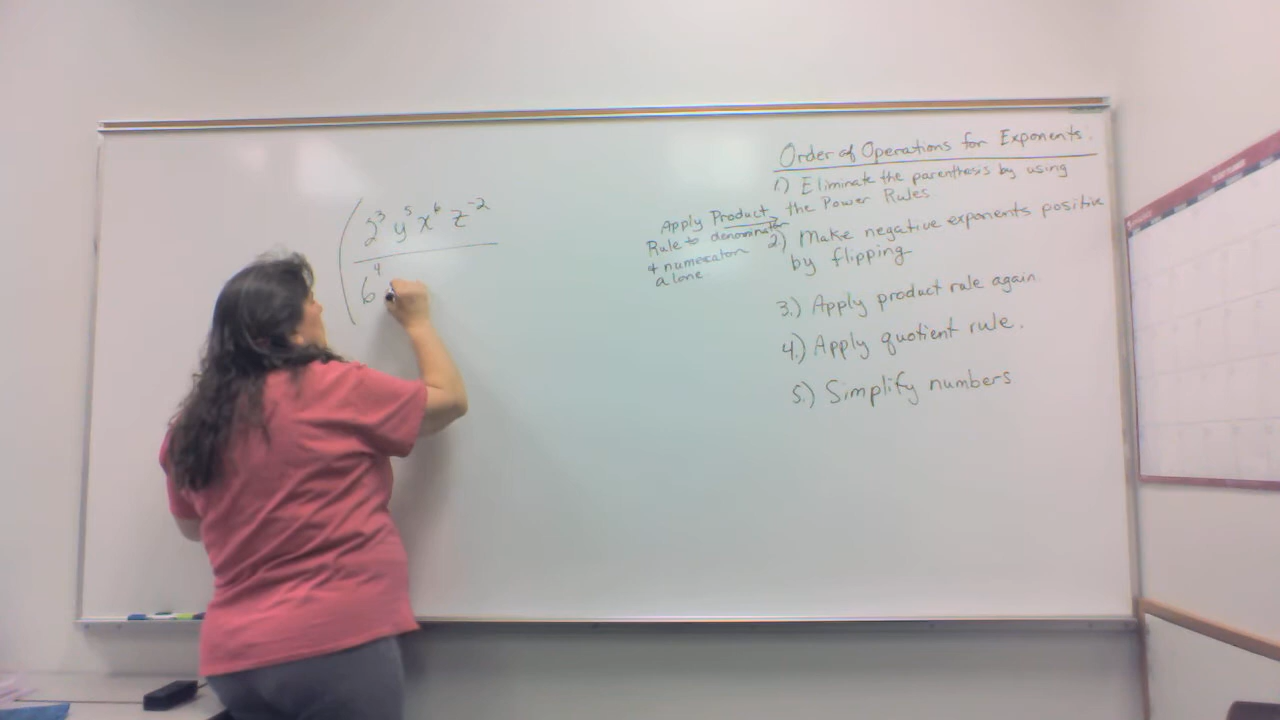 (2³ y⁵ x⁶ z⁻²
6⁴
Order of Operations for Exponents.
1.) Eliminate the parenthesis by using
the Power Rules
Apply Product
Rule to denominator
+ numerator
alone
2.) Make negative exponents positive
by flipping
3.) Apply product rule again
4.) Apply quotient rule.
5.) Simplify numbers